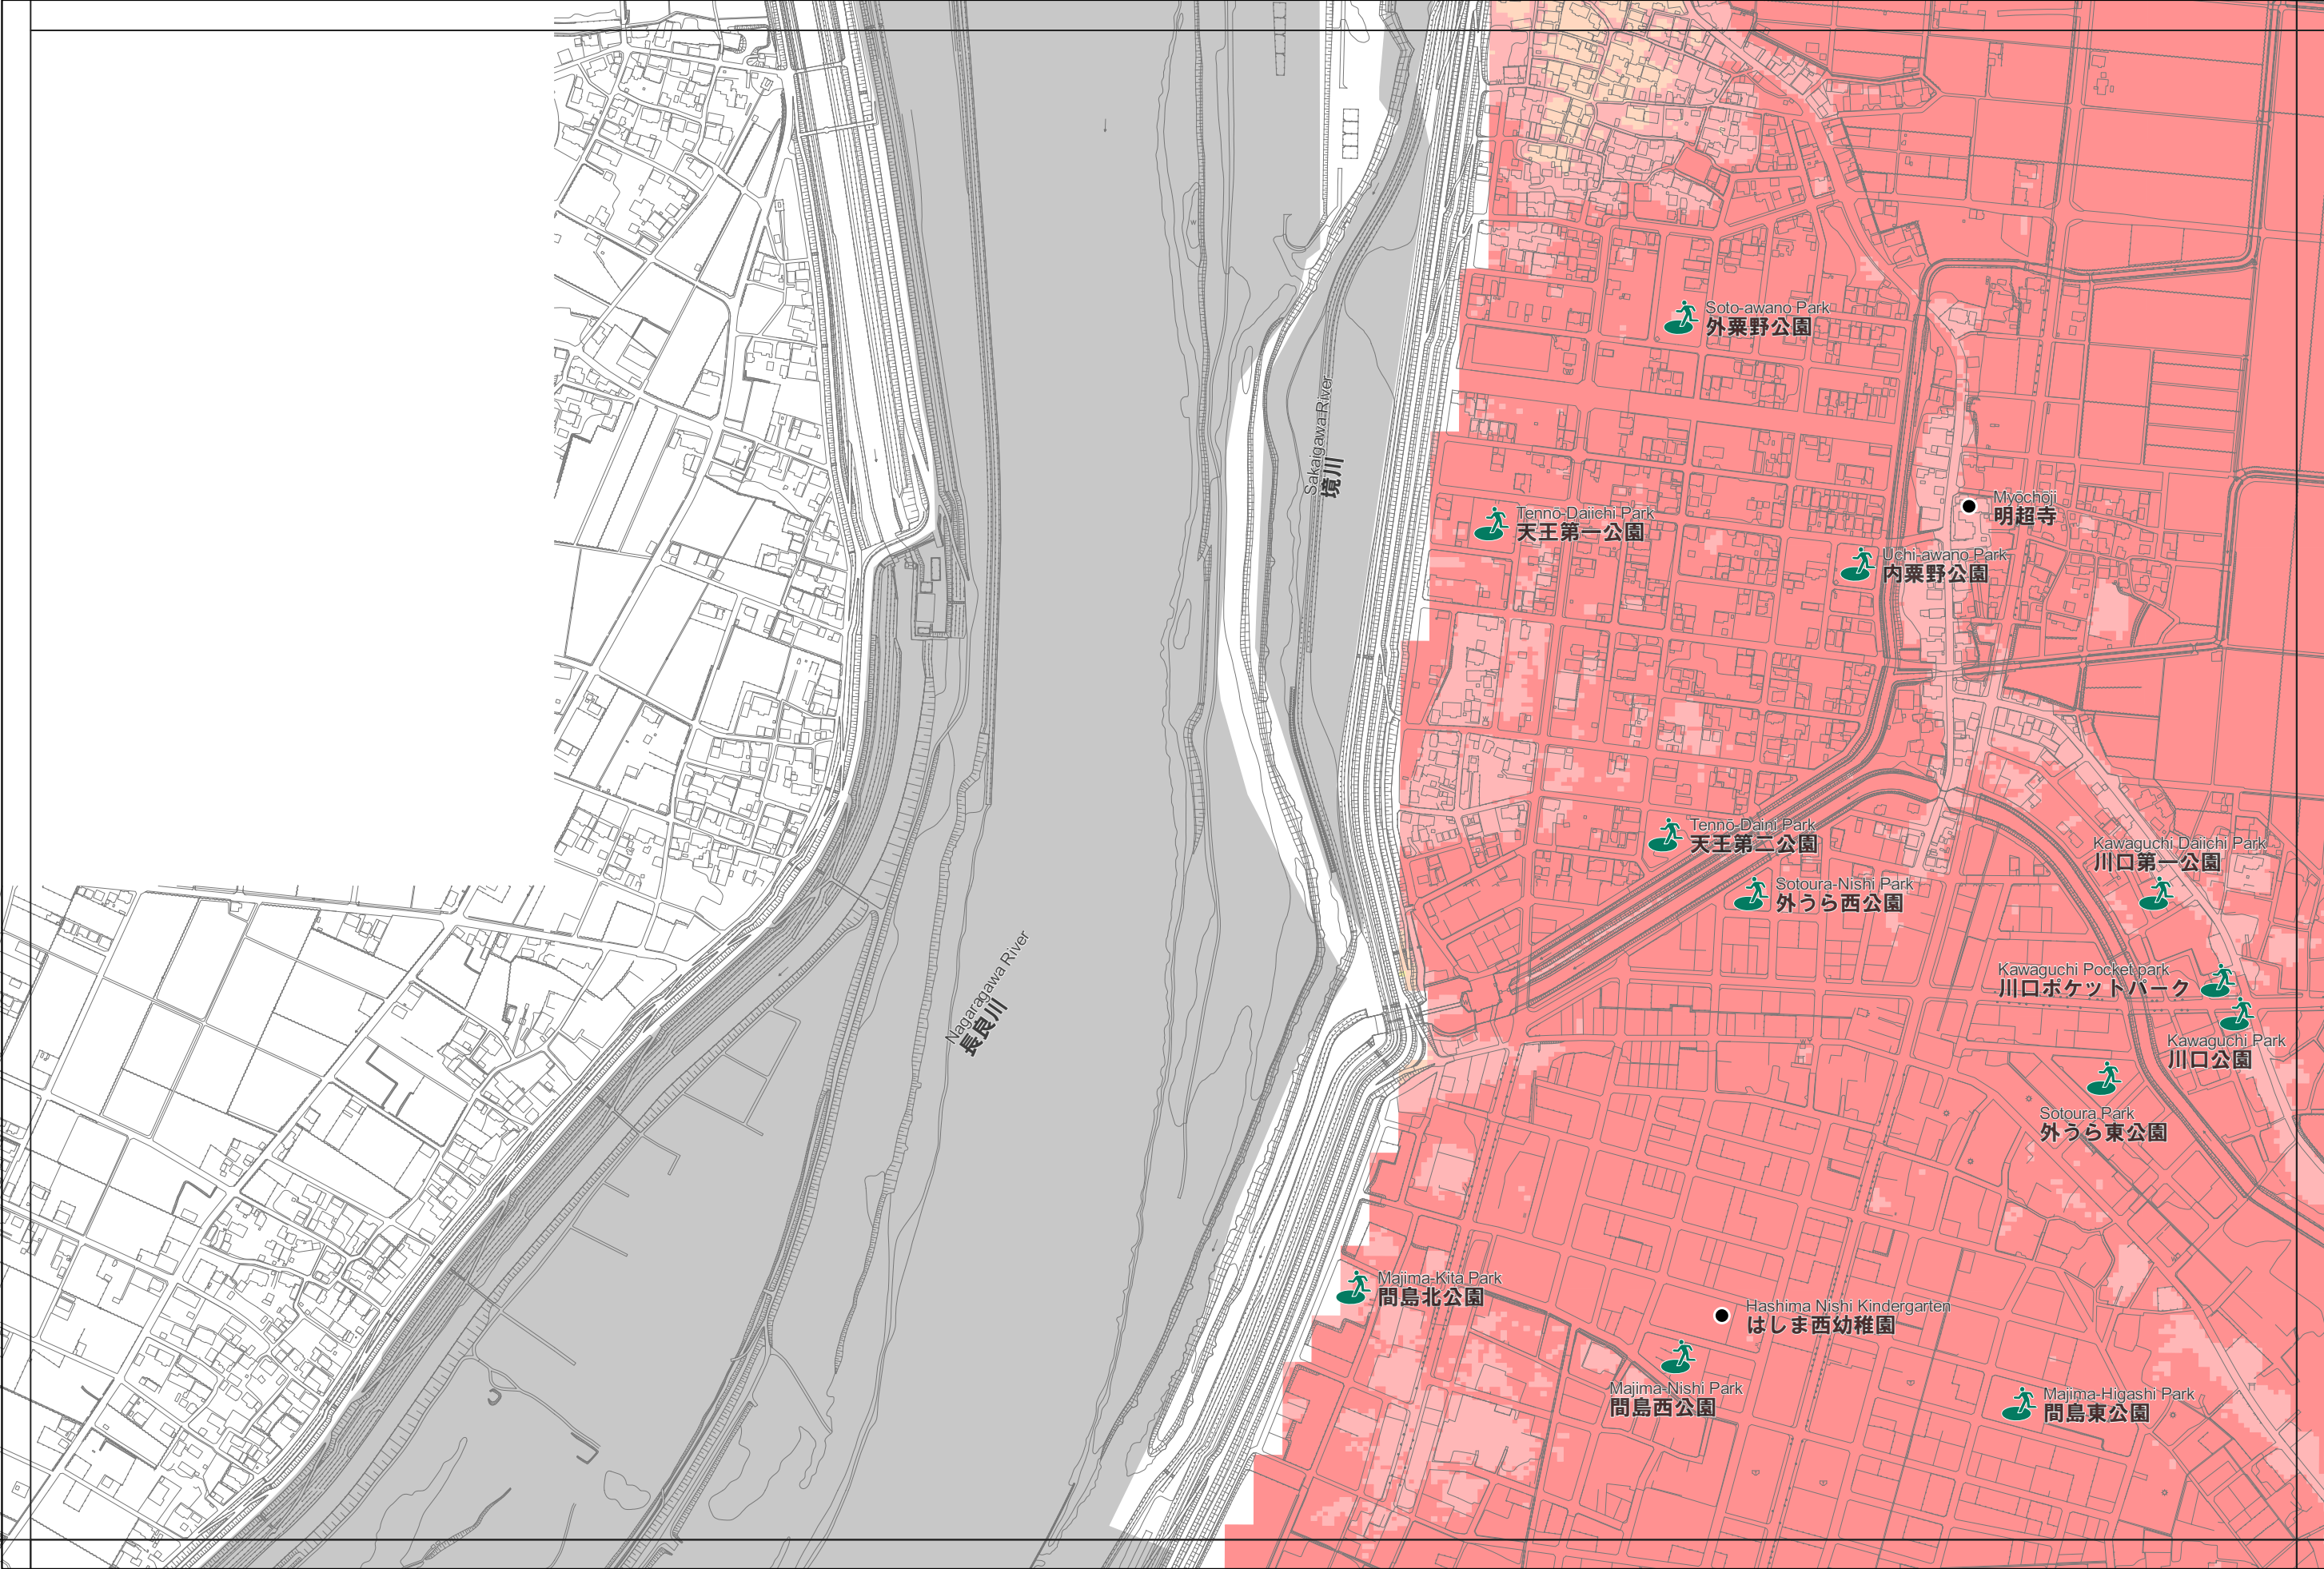 Soto-awano Park
外粟野公園
Sakaigawa River
境川
Myōchōji
明超寺
Tennō-Daiichi Park
天王第一公園
Uchi-awano Park
内粟野公園
Tennō-Daini Park
天王第二公園
Kawaguchi Daiichi Park
川口第一公園
Sotoura-Nishi Park
外うら西公園
Nagaragawa River
長良川
Kawaguchi Pocket park
川口ポケットパーク
Kawaguchi Park
川口公園
Sotoura Park
外うら東公園
Majima-Kita Park
間島北公園
Hashima Nishi Kindergarten
はしま西幼稚園
Majima-Nishi Park
間島西公園
Majima-Higashi Park
間島東公園